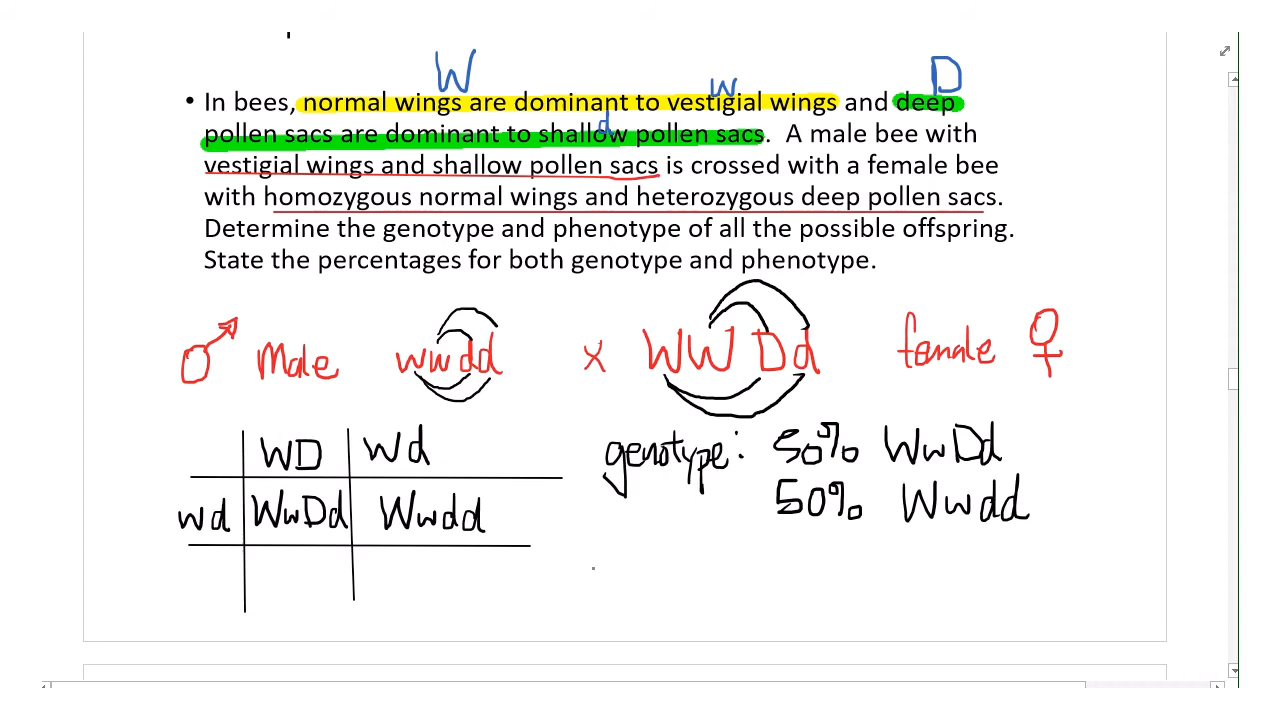 W w D
• In bees, normal wings are dominant to vestigial wings and deep
d
pollen sacs are dominant to shallow pollen sacs. A male bee with
vestigial wings and shallow pollen sacs is crossed with a female bee
with homozygous normal wings and heterozygous deep pollen sacs.
Determine the genotype and phenotype of all the possible offspring.
State the percentages for both genotype and phenotype.
♂ Male wwdd x WWDd female ♀
WD Wd
wd WwDd Wwdd
genotype: 50% WwDd
50% Wwdd